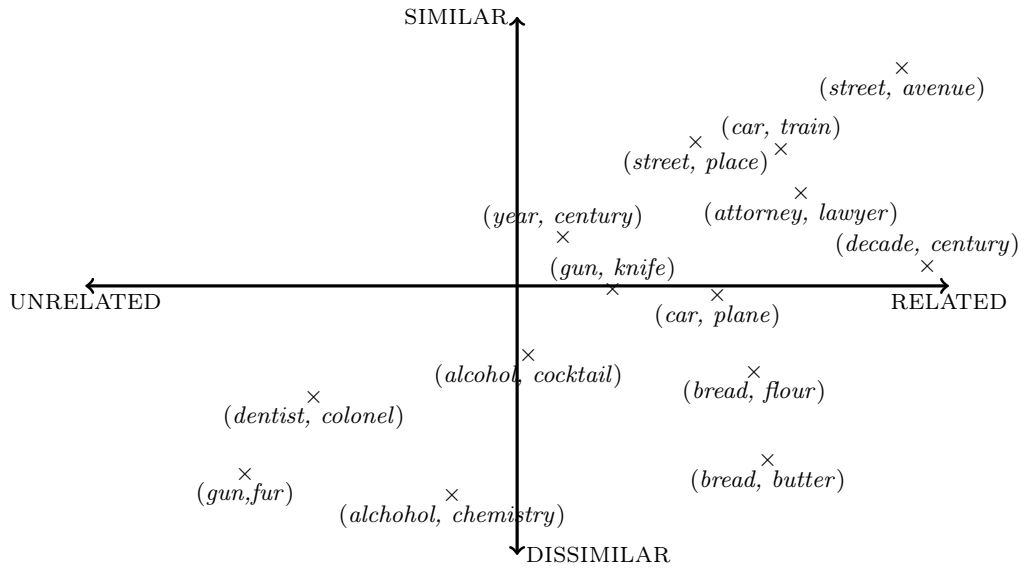 SIMILAR
(street, avenue)
(car, train)
(street, place)
(attorney, lawyer)
(year, century)
(decade, century)
(gun, knife)
UNRELATED
RELATED
(car, plane)
(alcohol, cocktail)
(bread, flour)
(dentist, colonel)
(bread, butter)
(gun,fur)
(alchohol, chemistry)
DISSIMILAR